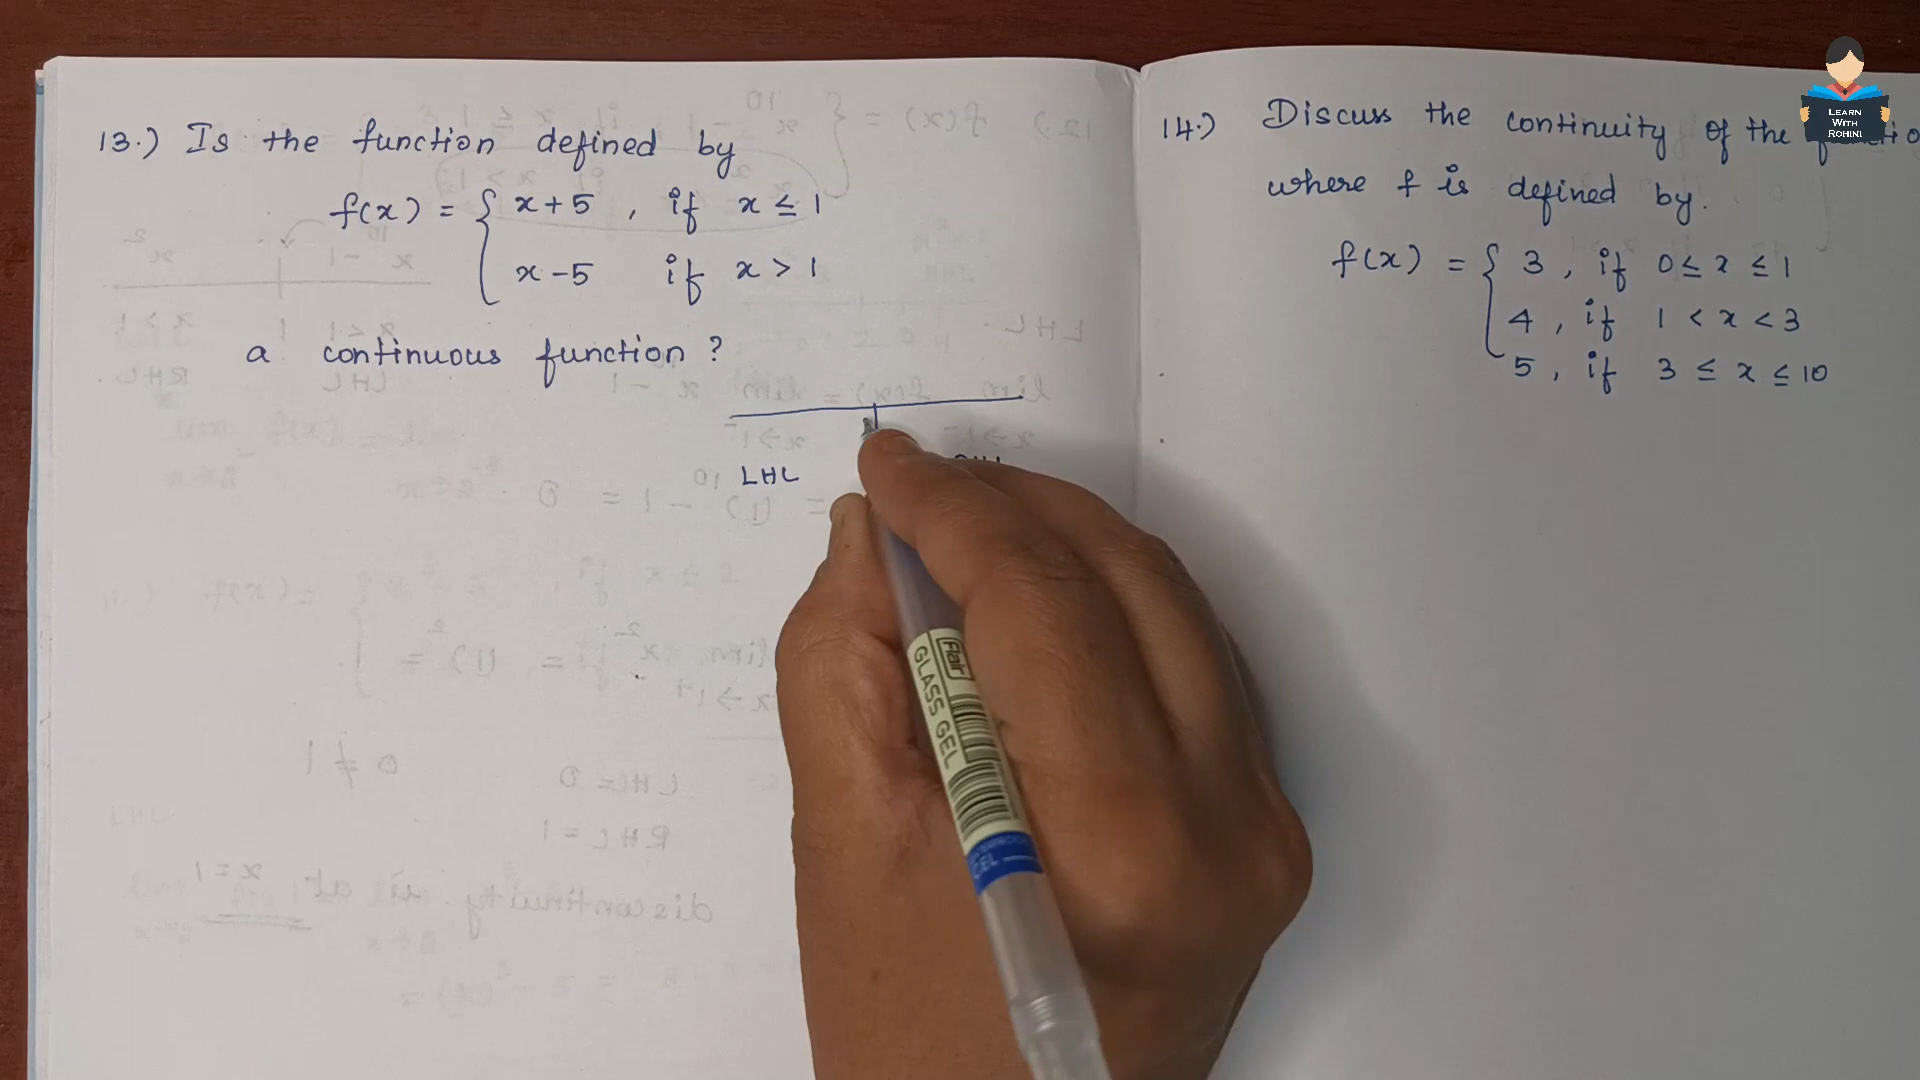 13.) Is the function defined by
f(x) = { x + 5 , if x ≤ 1
x - 5 if x > 1
a continuous function ?
LHL
14.) Discuss the continuity of the
where f is defined by.
f(x) = { 3 , if 0 ≤ x ≤ 1
4 , if 1 < x < 3
5 , if 3 ≤ x ≤ 10
LEARN
WITH
ROHINI
Flair
GLASS GEL